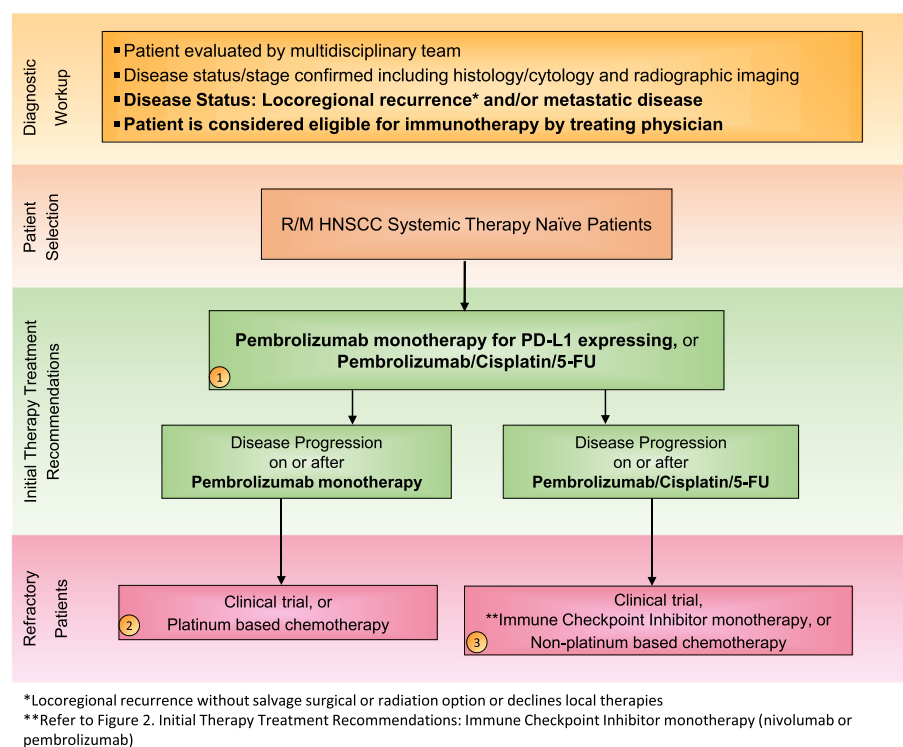 Diagnostic
Workup
▪ Patient evaluated by multidisciplinary team
▪ Disease status/stage confirmed including histology/cytology and radiographic imaging
▪ Disease Status: Locoregional recurrence* and/or metastatic disease
▪ Patient is considered eligible for immunotherapy by treating physician
Patient
Selection
R/M HNSCC Systemic Therapy Naïve Patients
Initial Therapy Treatment
Recommendations
Pembrolizumab monotherapy for PD-L1 expressing, or
Pembrolizumab/Cisplatin/5-FU
1
Disease Progression
on or after
Pembrolizumab monotherapy
Disease Progression
on or after
Pembrolizumab/Cisplatin/5-FU
Refractory
Patients
Clinical trial, or
Platinum based chemotherapy
2
Clinical trial,
**Immune Checkpoint Inhibitor monotherapy, or
Non-platinum based chemotherapy
3
*Locoregional recurrence without salvage surgical or radiation option or declines local therapies
**Refer to Figure 2. Initial Therapy Treatment Recommendations: Immune Checkpoint Inhibitor monotherapy (nivolumab or
pembrolizumab)